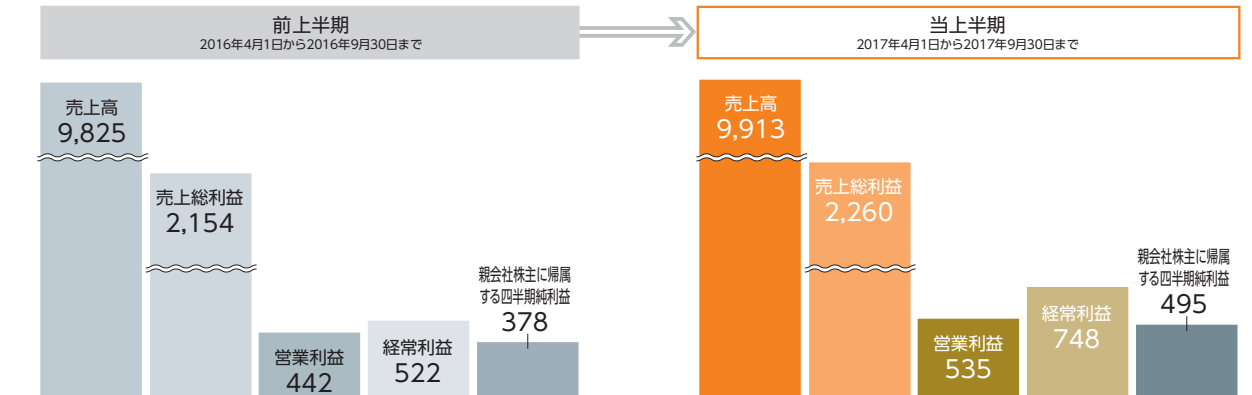 前上半期
2016年4月1日から2016年9月30日まで
当上半期
2017年4月1日から2017年9月30日まで
売上高
9,825
売上総利益
2,154
営業利益
442
経常利益
522
親会社株主に帰属
する四半期純利益
378
売上高
9,913
売上総利益
2,260
営業利益
535
経常利益
748
親会社株主に帰属
する四半期純利益
495